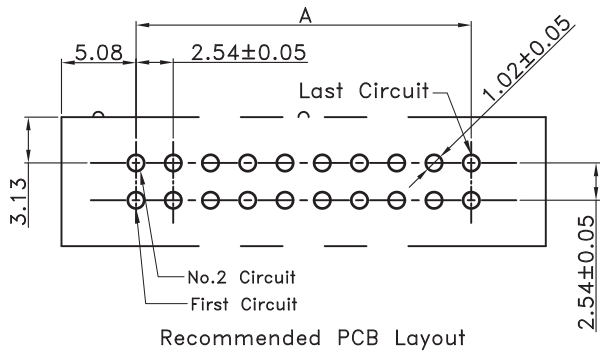 A
5.08
2.54±0.05
1.02±0.05
Last Circuit
3.13
2.54±0.05
No.2 Circuit
First Circuit
Recommended PCB Layout